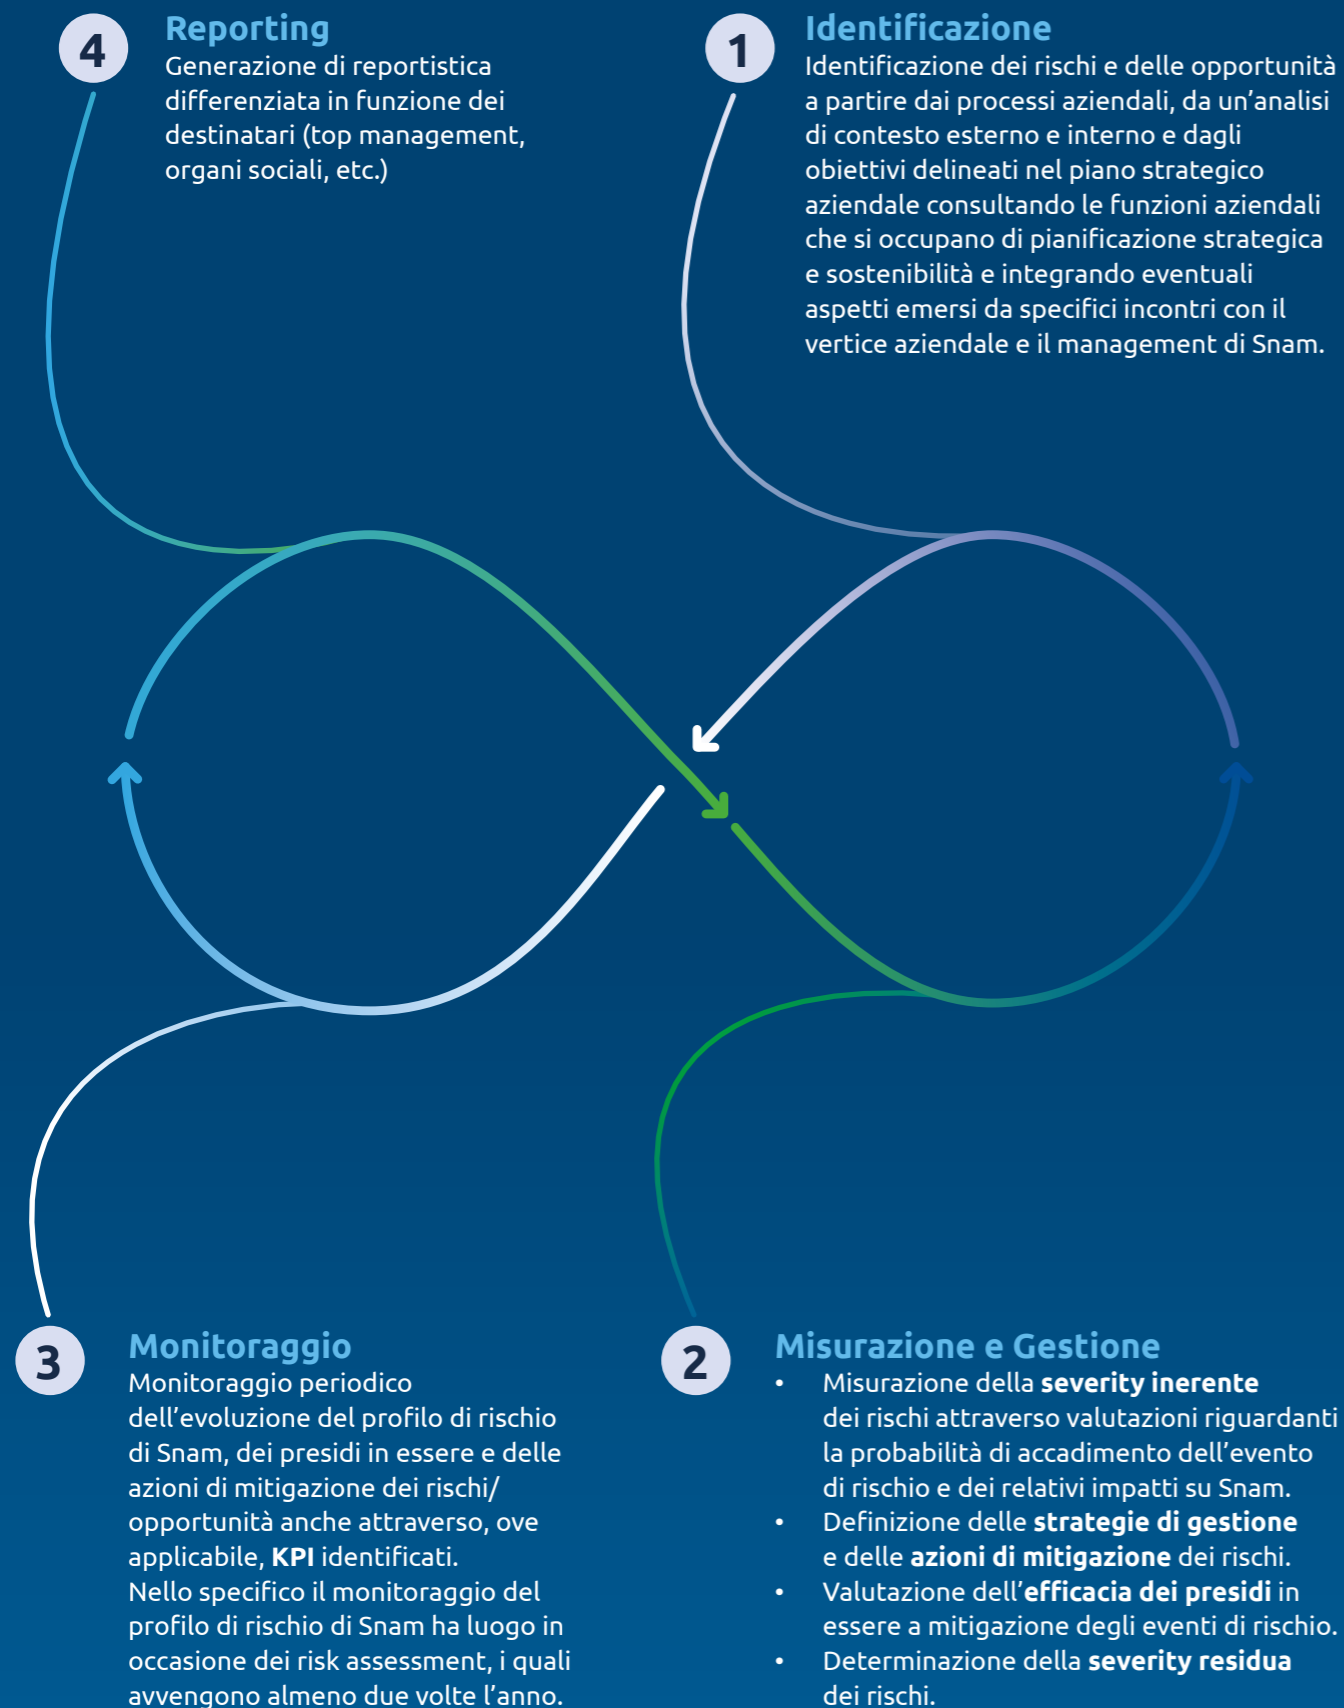 4
Reporting
Generazione di reportistica
differenziata in funzione dei
destinatari (top management,
organi sociali, etc.)
1
Identificazione
Identificazione dei rischi e delle opportunità
a partire dai processi aziendali, da un’analisi
di contesto esterno e interno e dagli
obiettivi delineati nel piano strategico
aziendale consultando le funzioni aziendali
che si occupano di pianificazione strategica
e sostenibilità e integrando eventuali
aspetti emersi da specifici incontri con il
vertice aziendale e il management di Snam.
3
Monitoraggio
Monitoraggio periodico
dell’evoluzione del profilo di rischio
di Snam, dei presidi in essere e delle
azioni di mitigazione dei rischi/
opportunità anche attraverso, ove
applicabile, KPI identificati.
Nello specifico il monitoraggio del
profilo di rischio di Snam ha luogo in
occasione dei risk assessment, i quali
avvengono almeno due volte l’anno.
2
Misurazione e Gestione
• Misurazione della severity inerente
dei rischi attraverso valutazioni riguardanti
la probabilità di accadimento dell’evento
di rischio e dei relativi impatti su Snam.
• Definizione delle strategie di gestione
e delle azioni di mitigazione dei rischi.
• Valutazione dell’efficacia dei presidi in
essere a mitigazione degli eventi di rischio.
• Determinazione della severity residua
dei rischi.